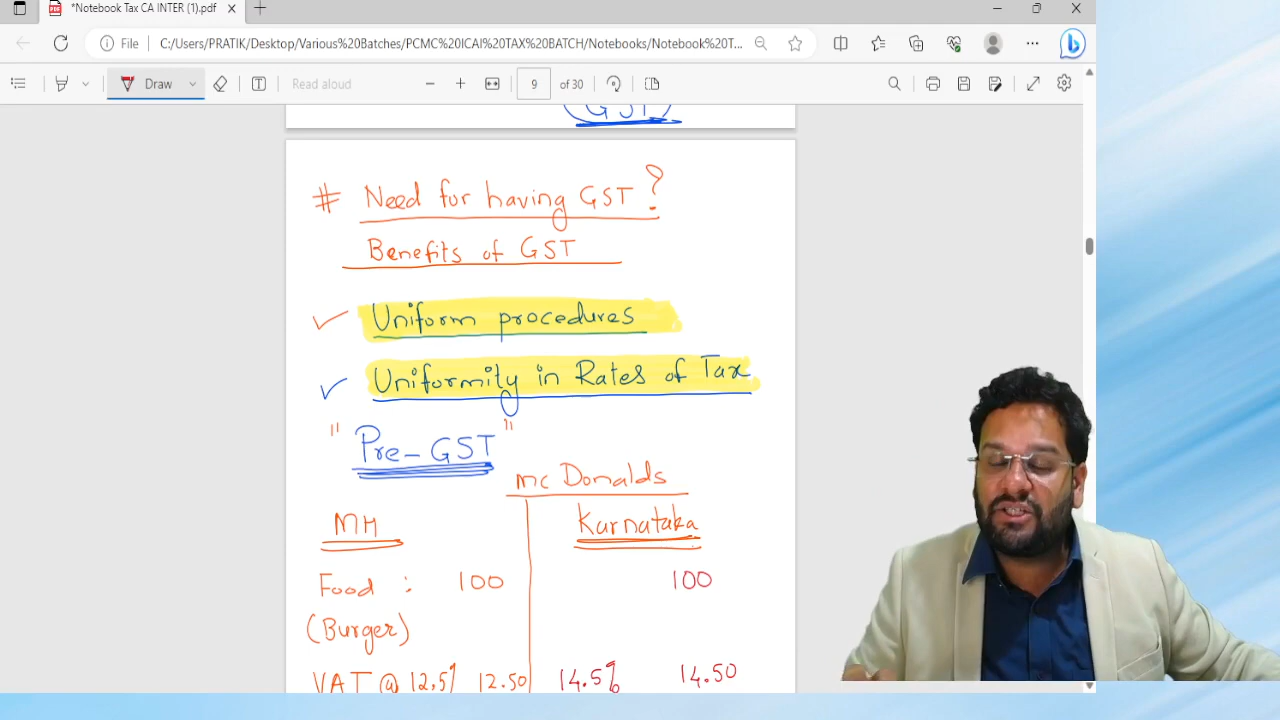 *Notebook Tax CA INTER (1).pdf
File
C:/Users/PRATIK/Desktop/Various%20Batches/PCMC%20ICAI%20TAX%20BATCH/Notebooks/Notebook%20T...
Draw
Read aloud
9
of 30
(GST)
# Need for having GST?
Benefits of GST
✓ Uniform procedures
✓ Uniformity in Rates of Tax
"Pre-GST"
mc Donalds
MH
Karnataka
Food : 100
100
(Burger)
VAT @ 12.5% 12.50
14.5% 14.50